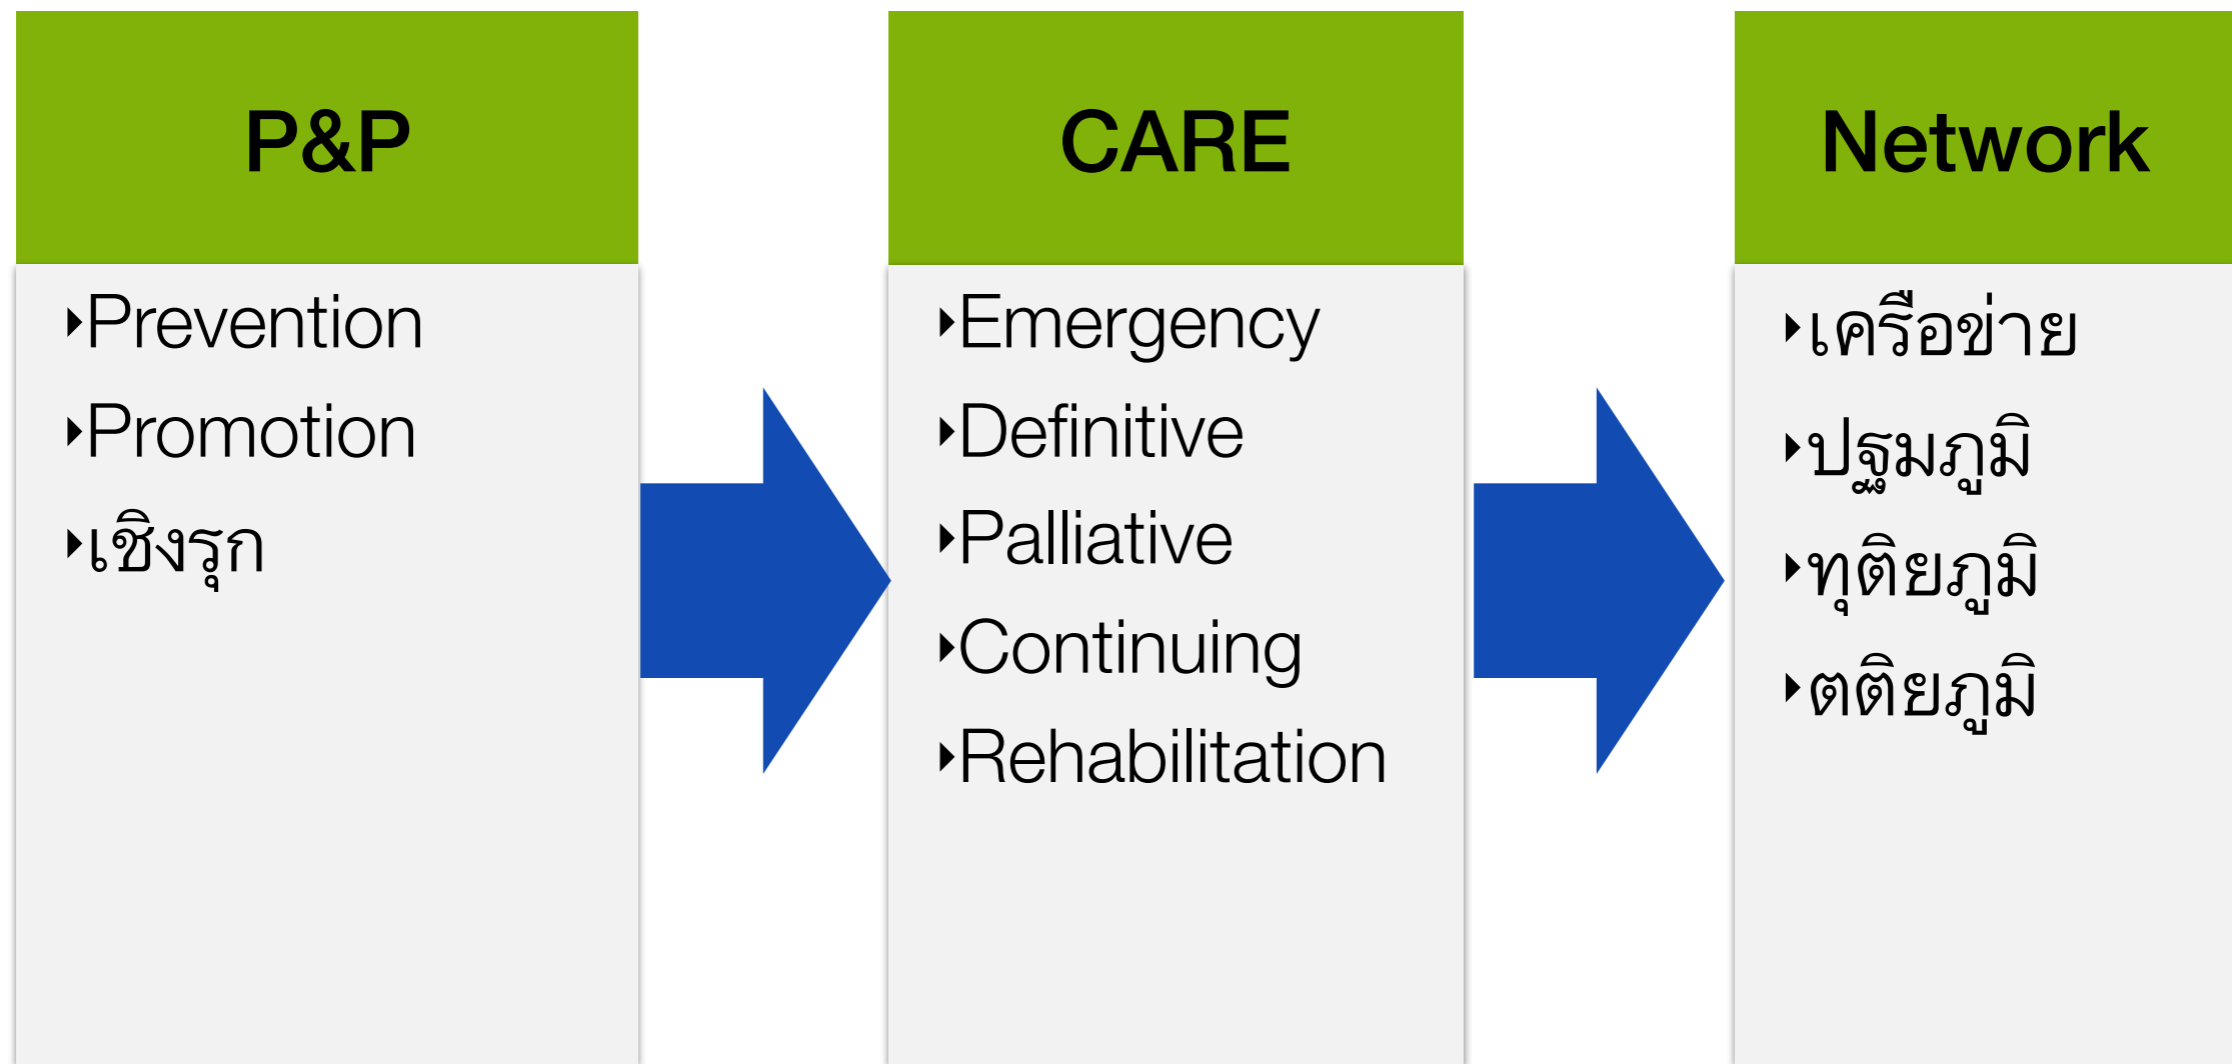 P&P
‣Prevention
‣Promotion
‣เชิงรุก
CARE
‣Emergency
‣Definitive
‣Palliative
‣Continuing
‣Rehabilitation
Network
‣เครือข่าย
‣ปฐมภูมิ
‣ทุติยภูมิ
‣ตติยภูมิ